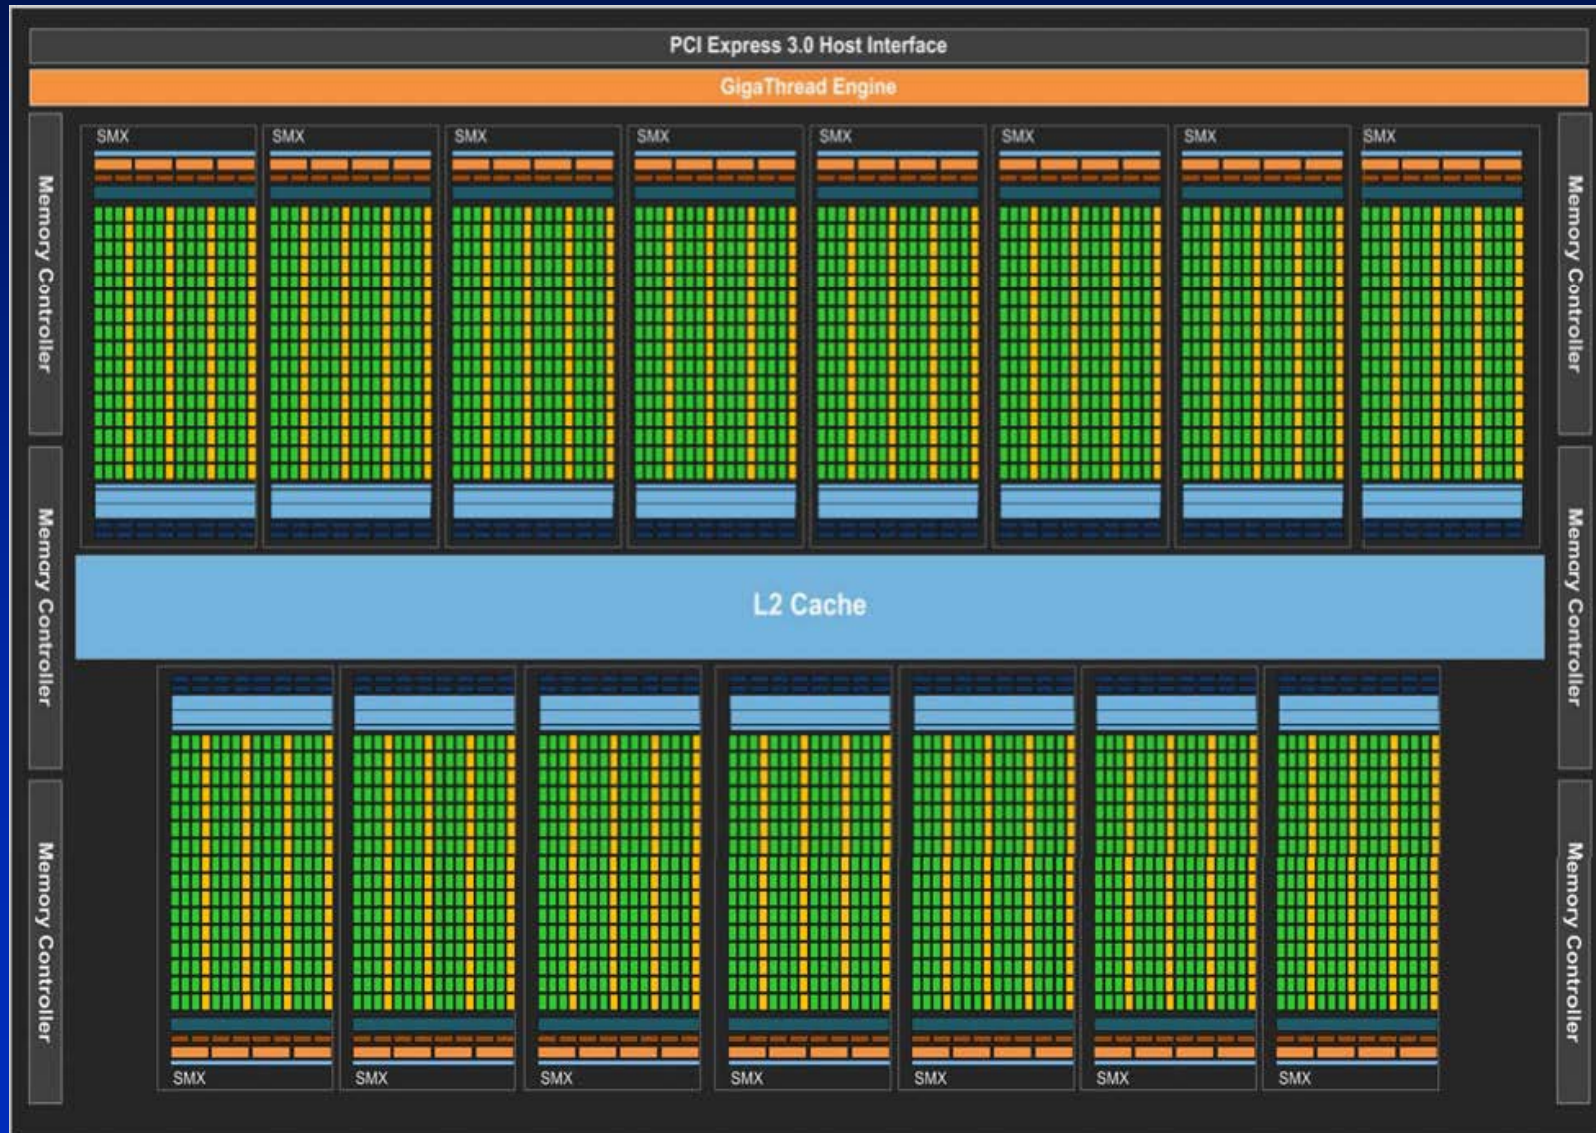 PCI Express 3.0 Host Interface
GigaThread Engine
Memory Controller
SMX
SMX
SMX
SMX
SMX
SMX
SMX
SMX
Memory Controller
Memory Controller
L2 Cache
Memory Controller
Memory Controller
SMX
SMX
SMX
SMX
SMX
SMX
SMX
Memory Controller